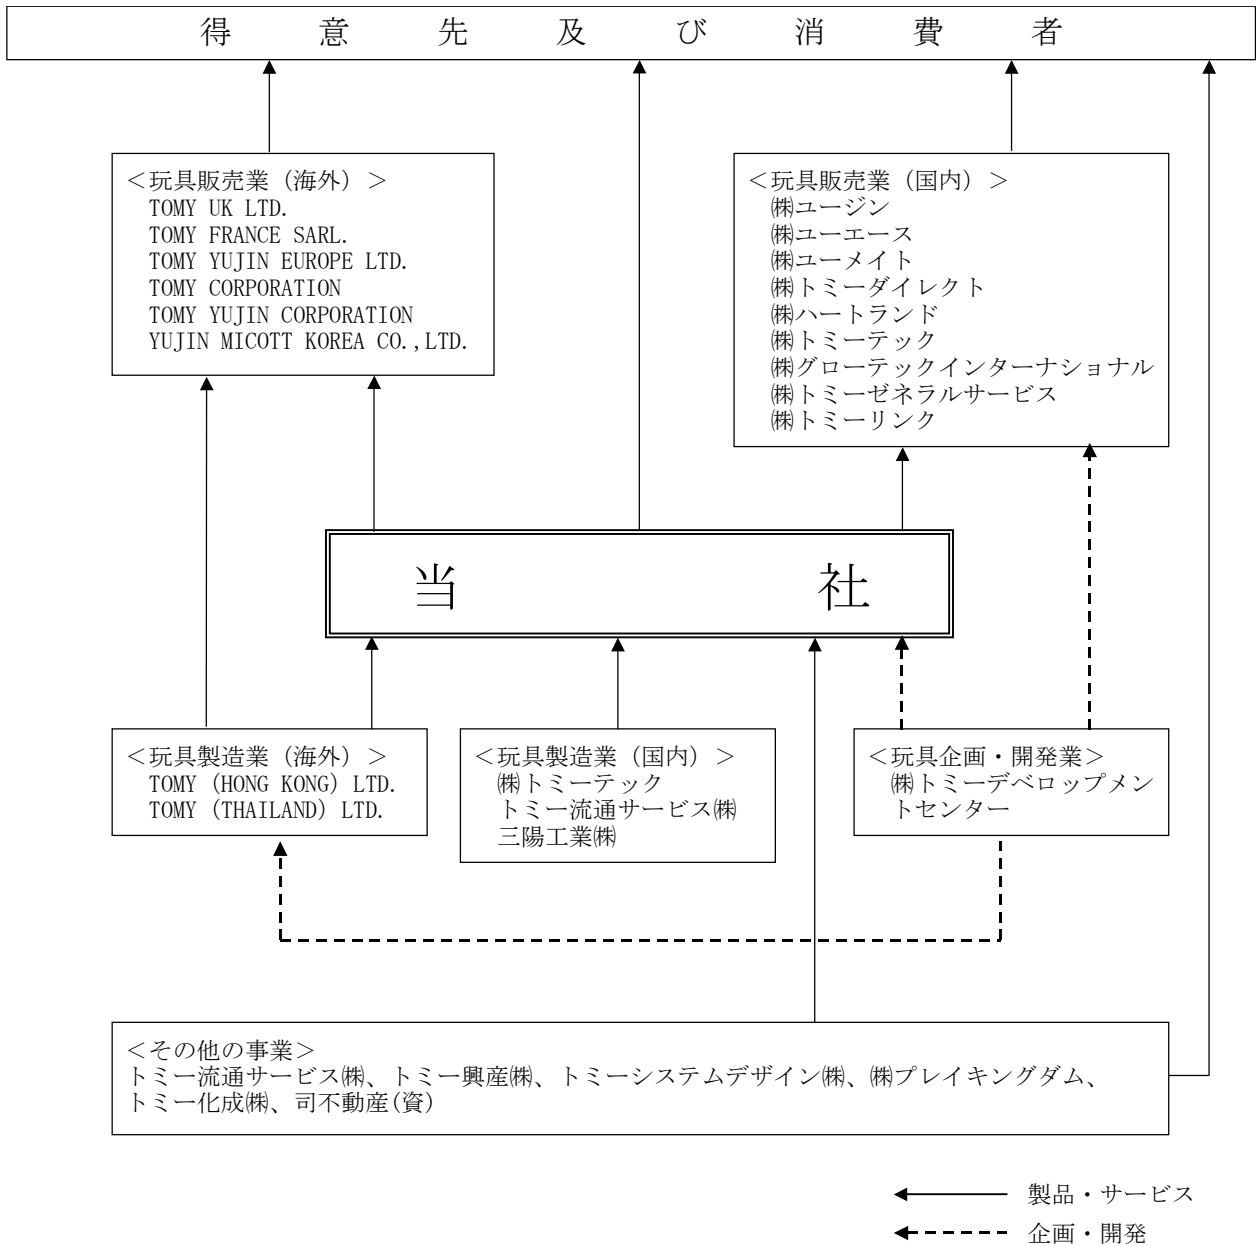 得意先及び消費者
＜玩具販売業（海外）＞
TOMY UK LTD.
TOMY FRANCE SARL.
TOMY YUJIN EUROPE LTD.
TOMY CORPORATION
TOMY YUJIN CORPORATION
YUJIN MICOTT KOREA CO.,LTD.
＜玩具販売業（国内）＞
㈱ユージン
㈱ユーエース
㈱ユーメイト
㈱トミーダイレクト
㈱ハートランド
㈱トミーテック
㈱グローテックインターナショナル
㈱トミーゼネラルサービス
㈱トミーリンク
当社
＜玩具製造業（海外）＞
TOMY (HONG KONG) LTD.
TOMY (THAILAND) LTD.
＜玩具製造業（国内）＞
㈱トミーテック
トミー流通サービス㈱
三陽工業㈱
＜玩具企画・開発業＞
㈱トミーデベロップメン
トセンター
＜その他の事業＞
トミー流通サービス㈱、トミー興産㈱、トミーシステムデザイン㈱、㈱プレイキングダム、
トミー化成㈱、司不動産(資)
製品・サービス
企画・開発